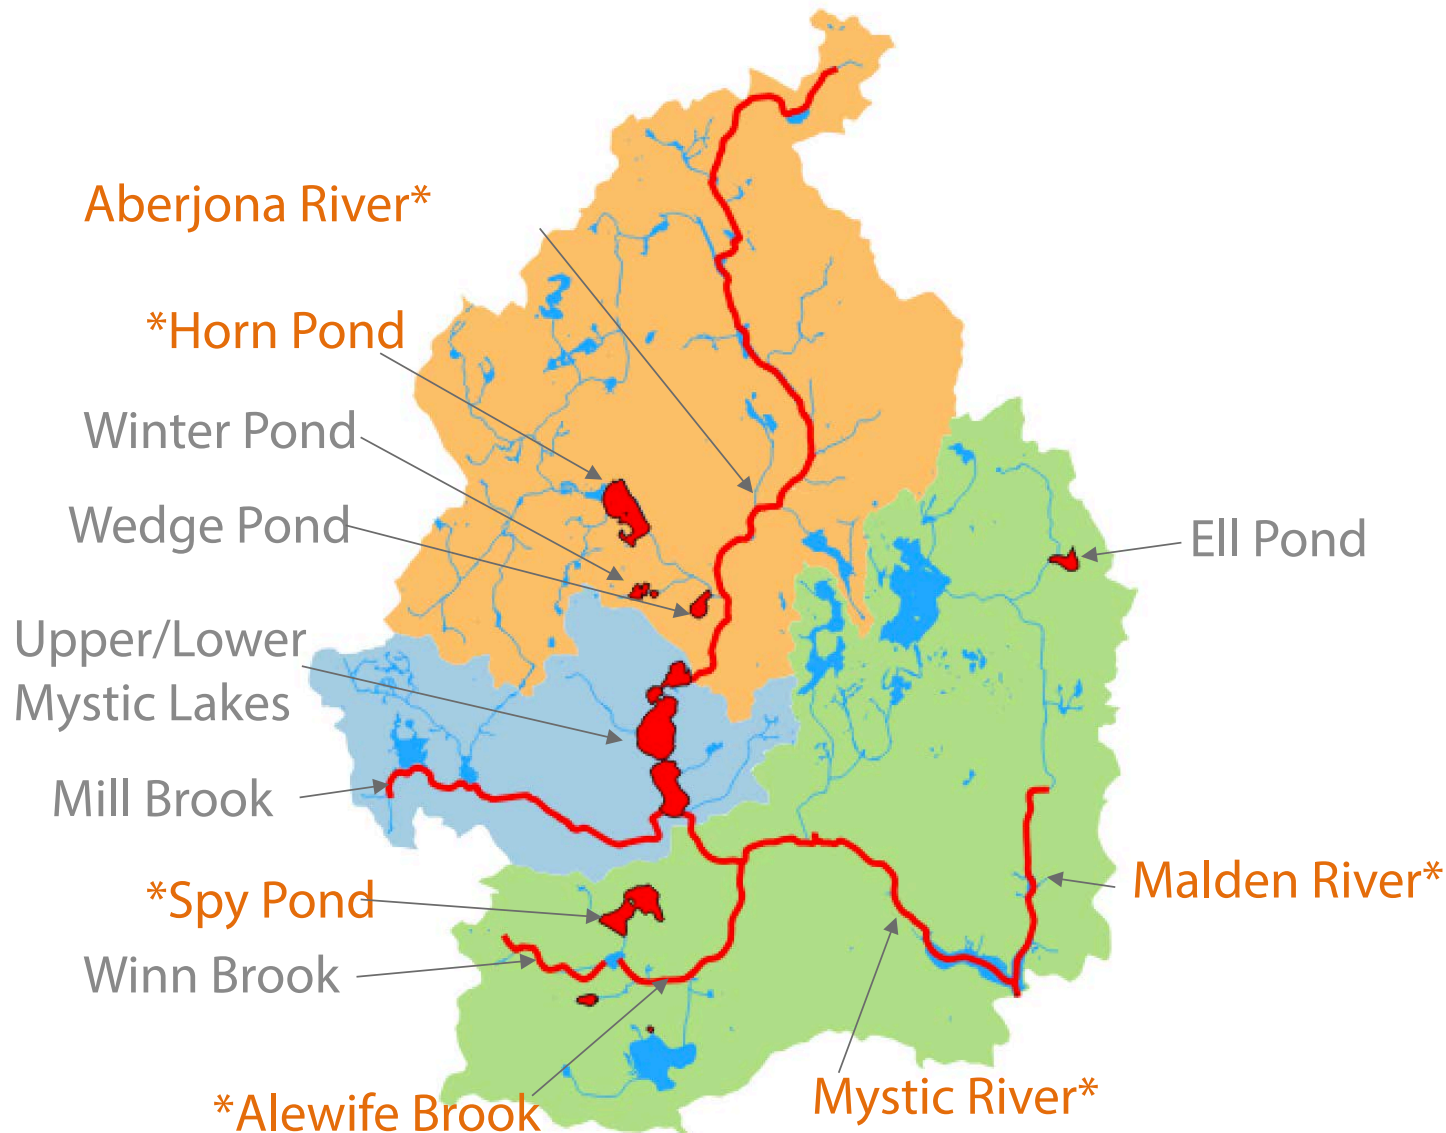 Aberjona River*
*Horn Pond
Winter Pond
Wedge Pond
Ell Pond
Upper/Lower
Mystic Lakes
Mill Brook
*Spy Pond
Malden River*
Winn Brook
Mystic River*
*Alewife Brook